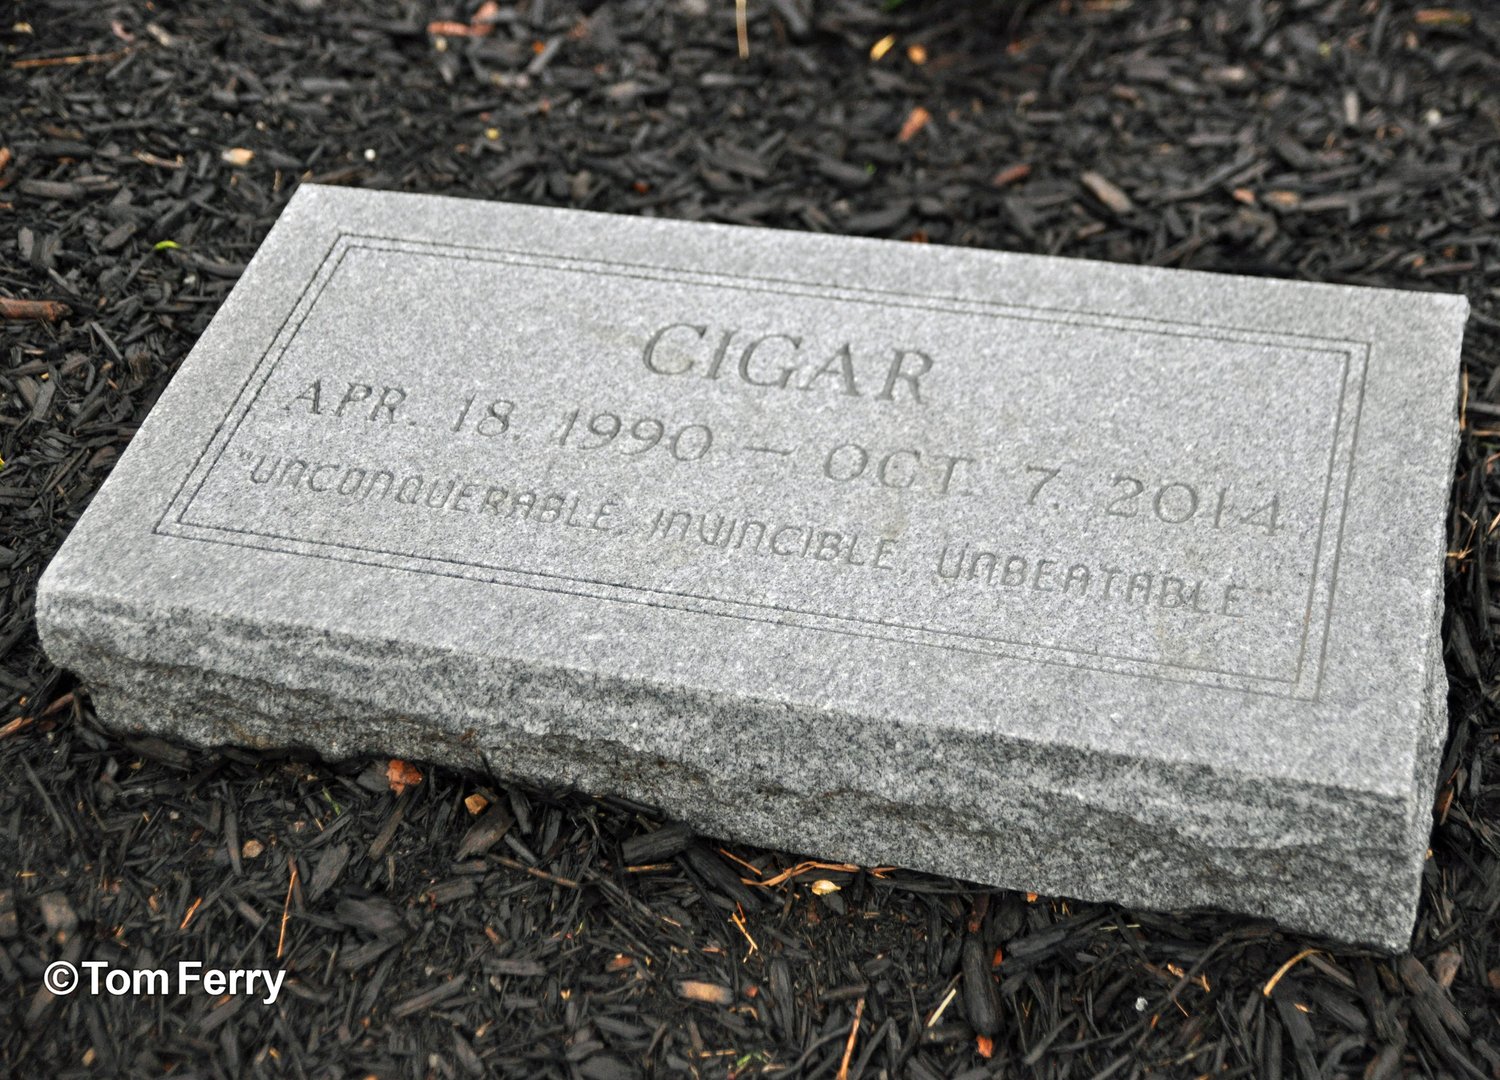 CIGAR
APR. 18. 1990 – OCT. 7. 2014
"UNCONQUERABLE, INVINCIBLE, UNBEATABLE"
©Tom Ferry